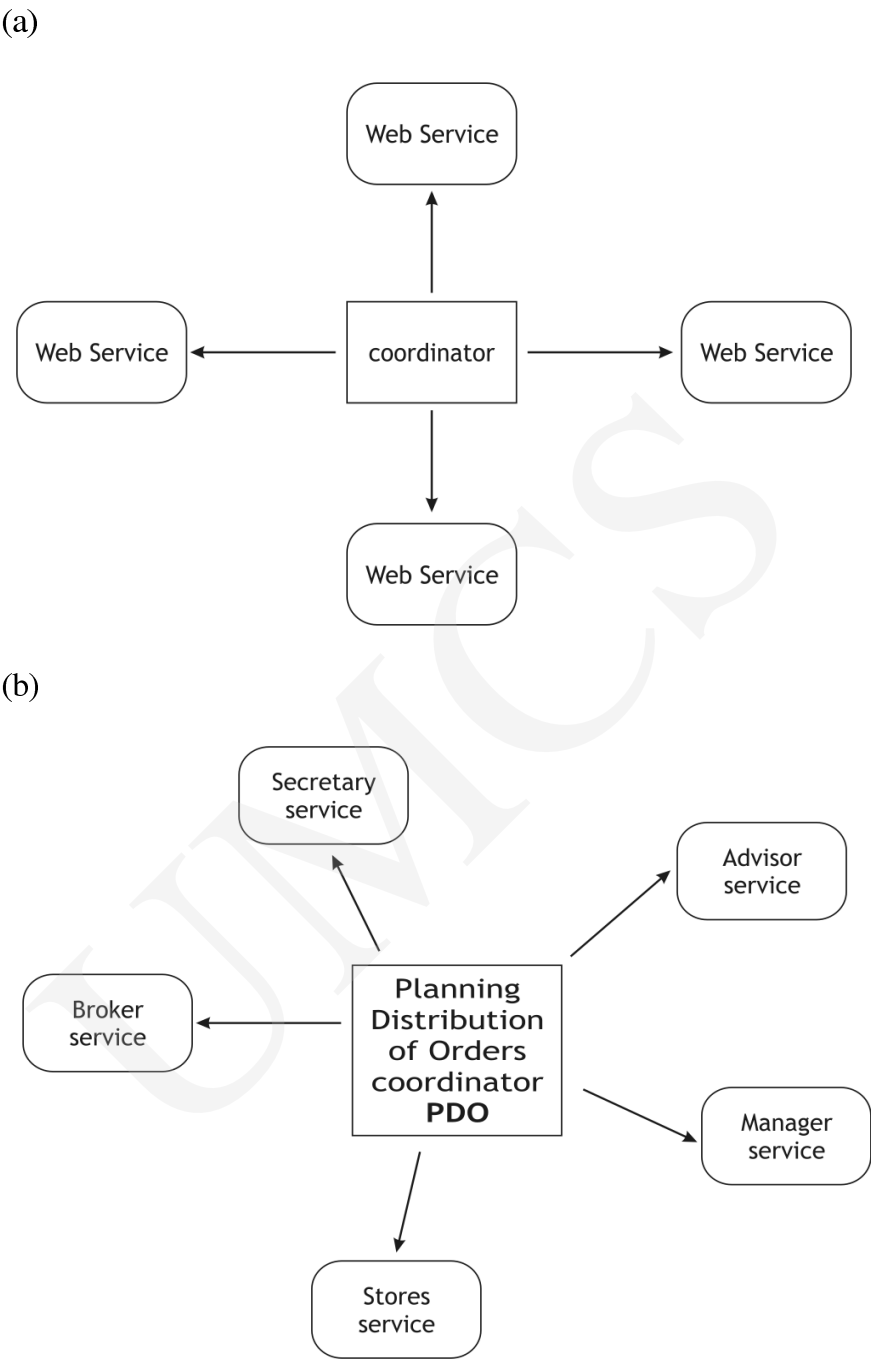 (a)
Web Service
Web Service
coordinator
Web Service
Web Service
(b)
Secretary
service
Advisor
service
Broker
service
Planning
Distribution
of Orders
coordinator
PDO
Manager
service
Stores
service
UMCS